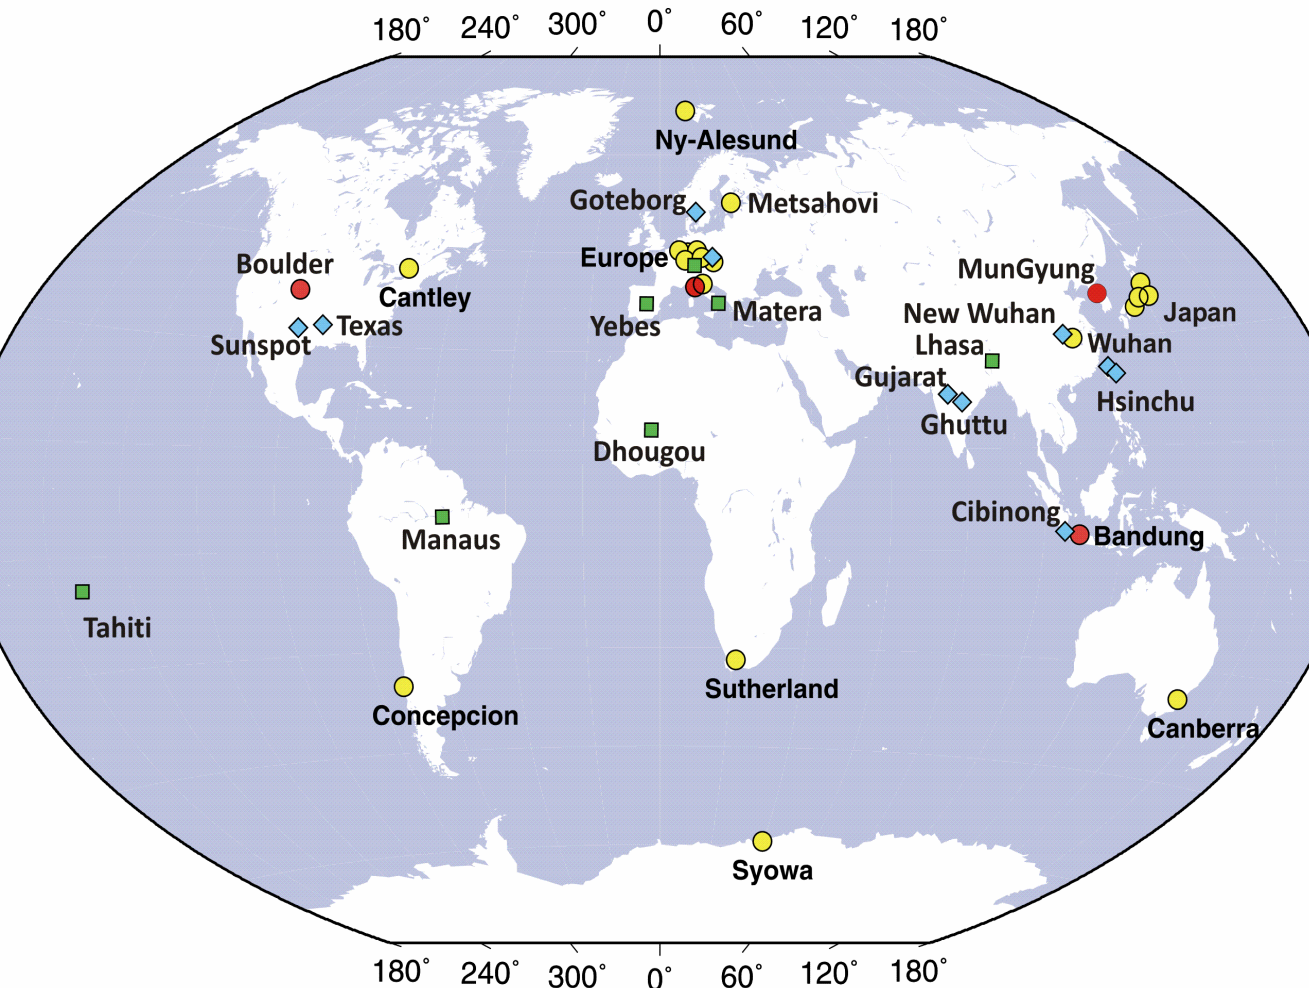 180° 240° 300° 0° 60° 120° 180°
Ny-Alesund
Goteborg
Metsahovi
Europe
Boulder
Cantley
MunGyung
Yebes
Matera
New Wuhan
Japan
Sunspot
Texas
Lhasa
Wuhan
Gujarat
Hsinchu
Ghuttu
Dhougou
Cibinong
Manaus
Bandung
Tahiti
Sutherland
Concepcion
Canberra
Syowa
180° 240° 300° 0° 60° 120° 180°